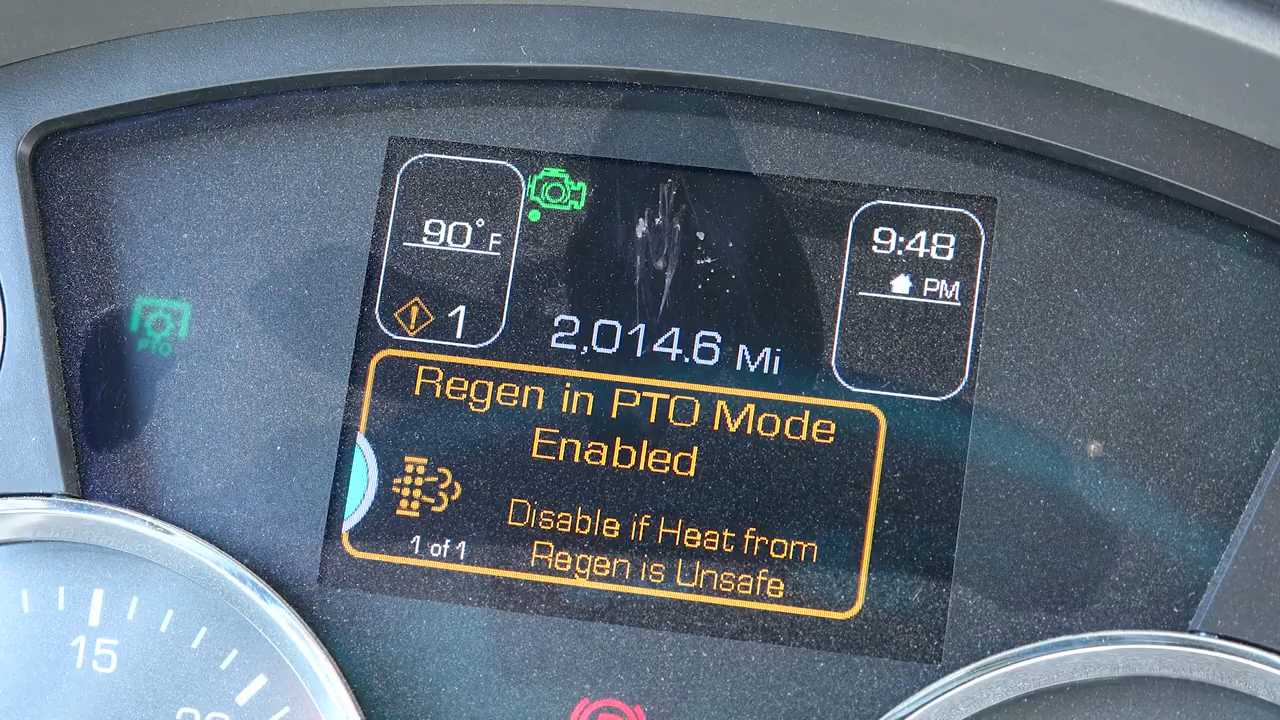 90°F
1
2,014.6 Mi
9:48
PM
PTO
Regen in PTO Mode
Enabled
Disable if Heat from
Regen is Unsafe
1 of 1
15